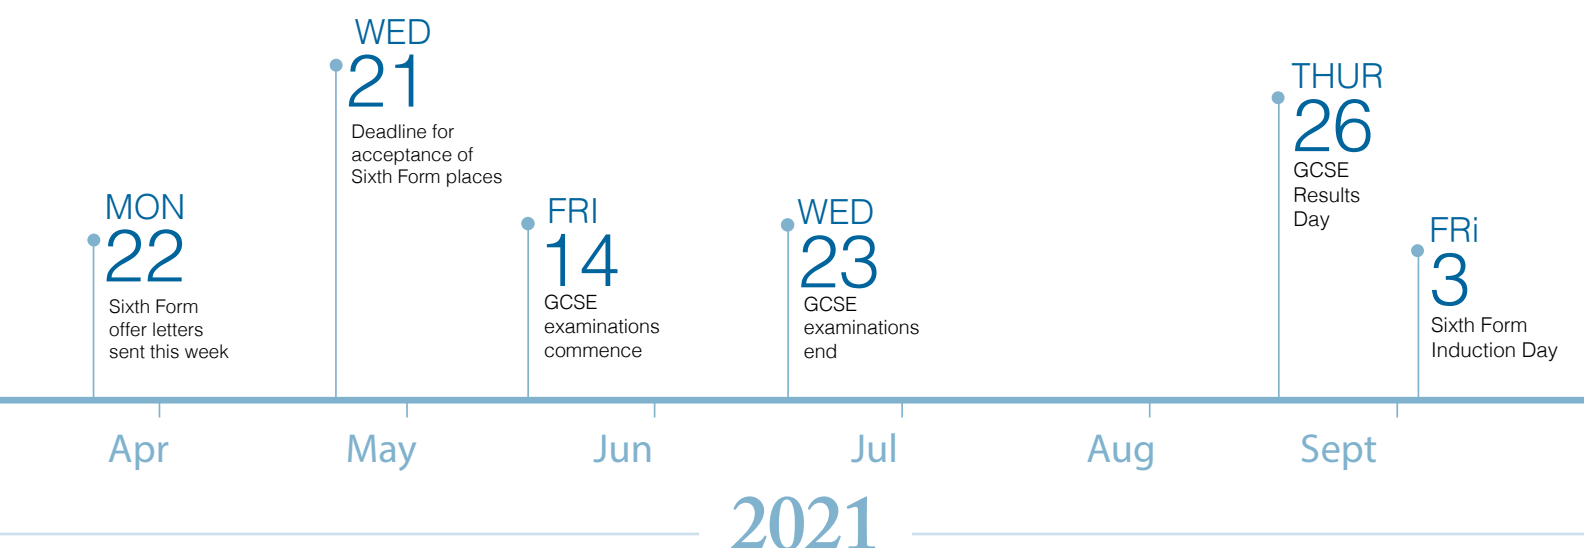 MON
22
Sixth Form
offer letters
sent this week
WED
21
Deadline for
acceptance of
Sixth Form places
FRI
14
GCSE
examinations
commence
WED
23
GCSE
examinations
end
THUR
26
GCSE
Results
Day
FRi
3
Sixth Form
Induction Day
Apr
May
Jun
Jul
Aug
Sept
2021